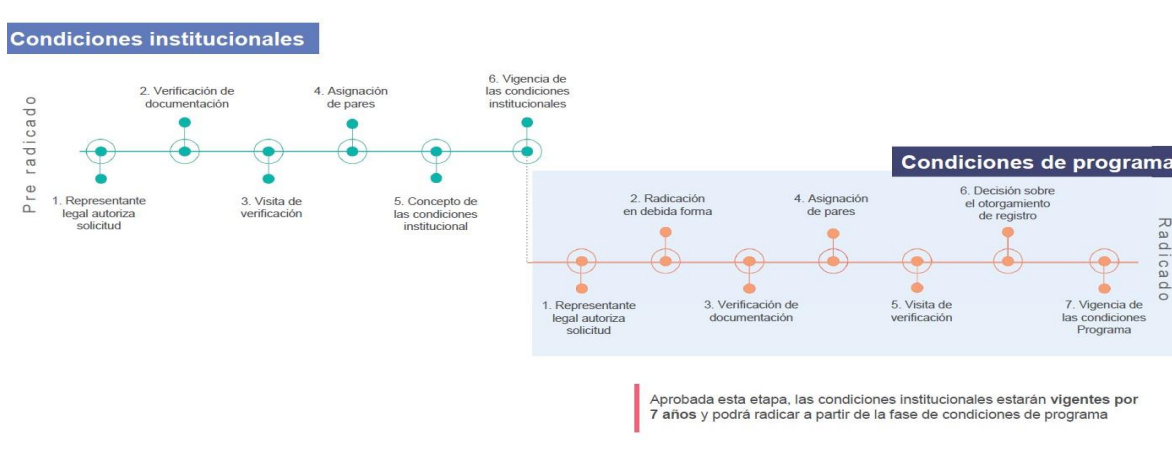 Condiciones institucionales
Pre radicado
1. Representante
legal autoriza
solicitud
2. Verificación de
documentación
3. Visita de
verificación
4. Asignación
de pares
5. Concepto de
las condiciones
institucional
6. Vigencia de
las condiciones
institucionales
Condiciones de programa
Radicado
1. Representante
legal autoriza
solicitud
2. Radicación
en debida forma
3. Verificación de
documentación
4. Asignación
de pares
5. Visita de
verificación
6. Decisión sobre
el otorgamiento
de registro
7. Vigencia de
las condiciones
Programa
Aprobada esta etapa, las condiciones institucionales estarán vigentes por
7 años y podrá radicar a partir de la fase de condiciones de programa